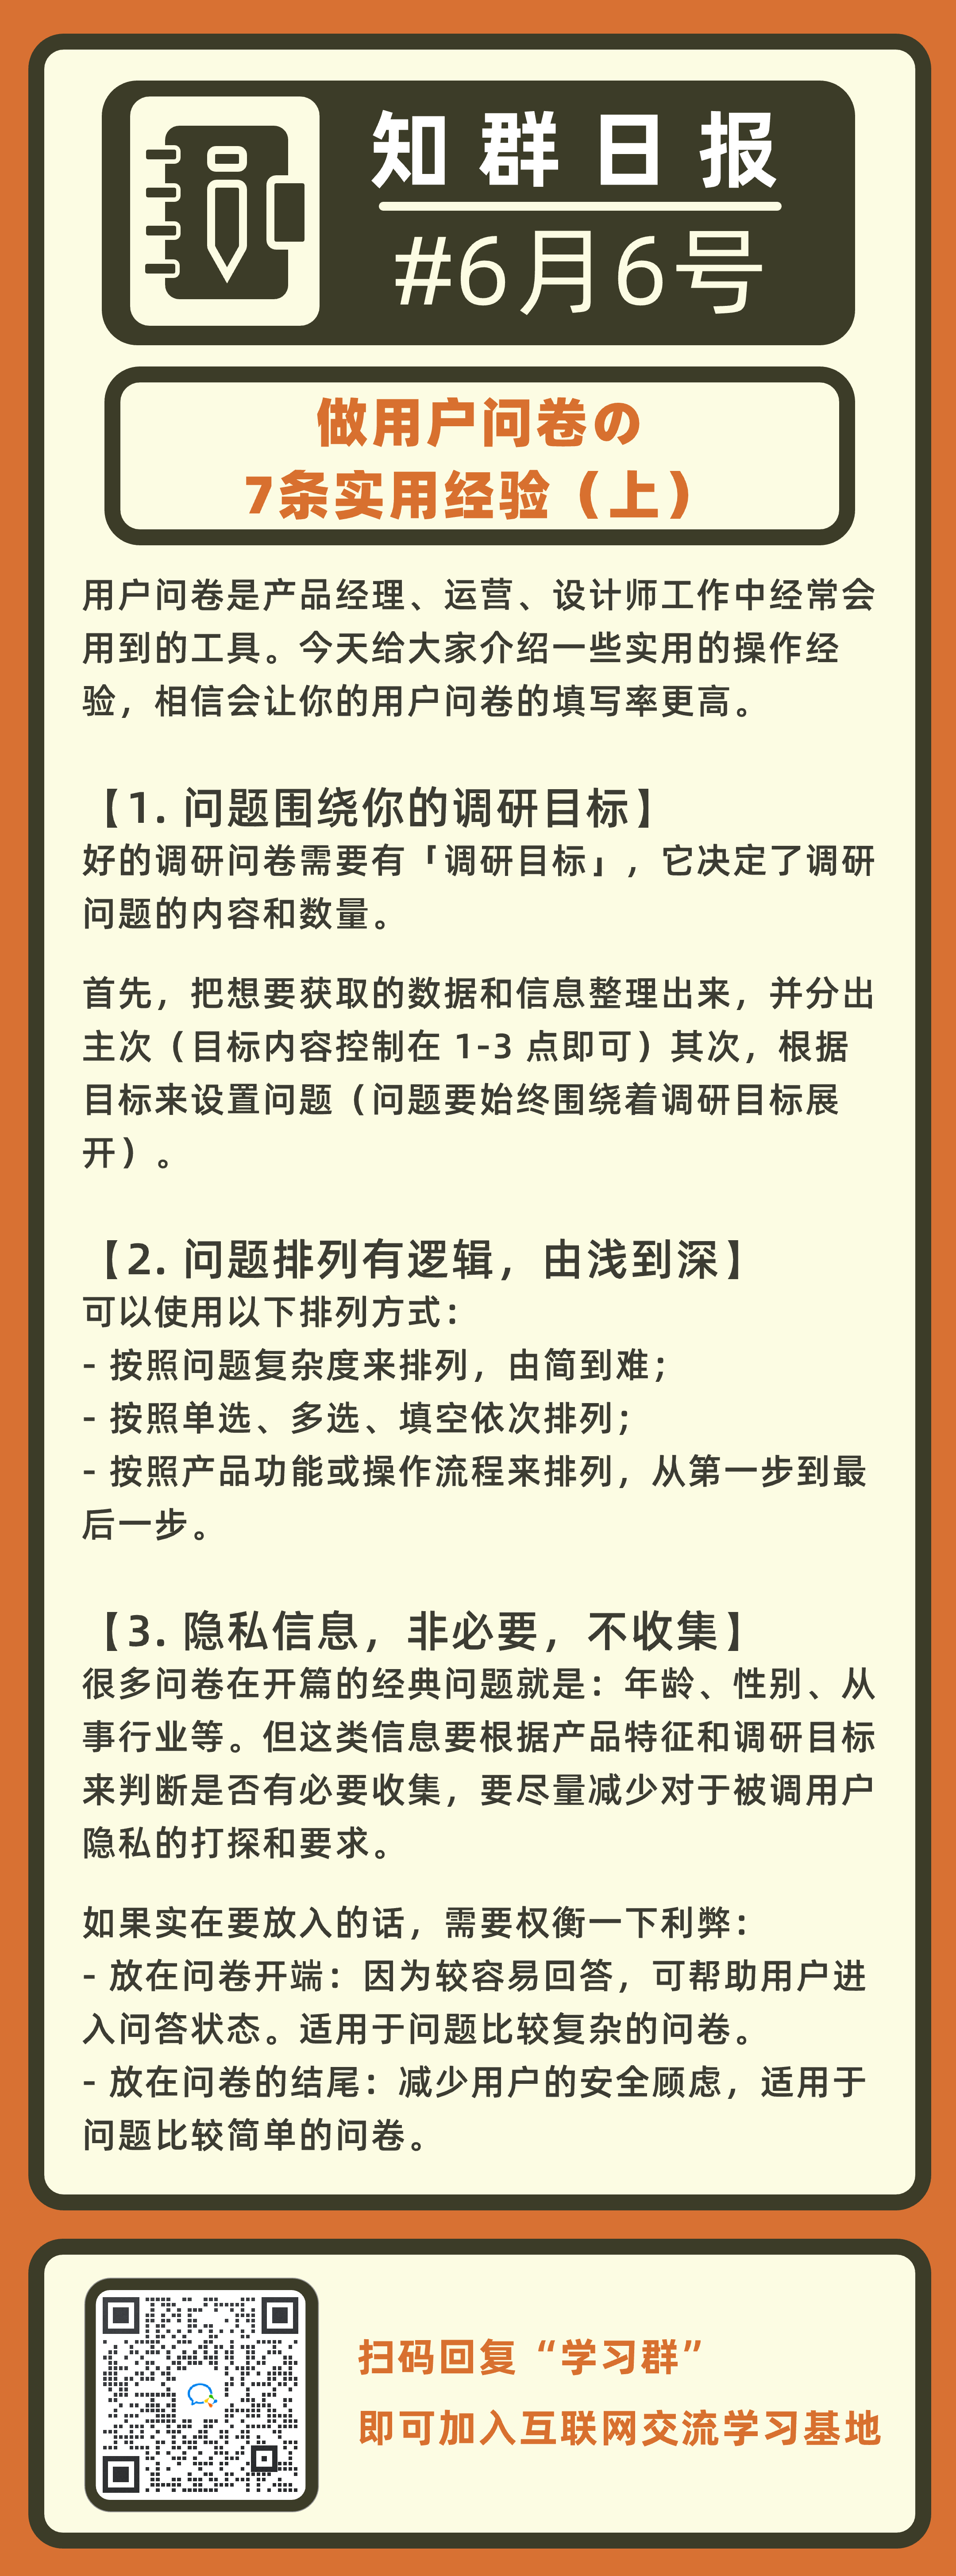 知群日报
#6月6号
做用户问卷の
7条实用经验（上）
用户问卷是产品经理、运营、设计师工作中经常会
用到的工具。今天给大家介绍一些实用的操作经
验，相信会让你的用户问卷的填写率更高。
【1. 问题围绕你的调研目标】
好的调研问卷需要有「调研目标」，它决定了调研
问题的内容和数量。
首先，把想要获取的数据和信息整理出来，并分出
主次（目标内容控制在 1-3 点即可）其次，根据
目标来设置问题（问题要始终围绕着调研目标展
开）。
【2. 问题排列有逻辑，由浅到深】
可以使用以下排列方式：
- 按照问题复杂度来排列，由简到难；
- 按照单选、多选、填空依次排列；
- 按照产品功能或操作流程来排列，从第一步到最
后一步。
【3. 隐私信息，非必要，不收集】
很多问卷在开篇的经典问题就是：年龄、性别、从
事行业等。但这类信息要根据产品特征和调研目标
来判断是否有必要收集，要尽量减少对于被调用户
隐私的打探和要求。
如果实在要放入的话，需要权衡一下利弊：
- 放在问卷开端：因为较容易回答，可帮助用户进
入问答状态。适用于问题比较复杂的问卷。
- 放在问卷的结尾：减少用户的安全顾虑，适用于
问题比较简单的问卷。
扫码回复“学习群”
即可加入互联网交流学习基地